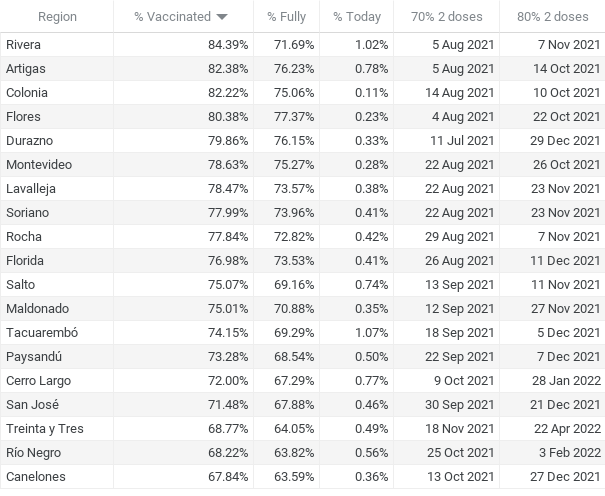 Region % Vaccinated % Fully % Today 70% 2 doses 80% 2 doses
Rivera 84.39% 71.69% 1.02% 5 Aug 2021 7 Nov 2021
Artigas 82.38% 76.23% 0.78% 5 Aug 2021 14 Oct 2021
Colonia 82.22% 75.06% 0.11% 14 Aug 2021 10 Oct 2021
Flores 80.38% 77.37% 0.23% 4 Aug 2021 22 Oct 2021
Durazno 79.86% 76.15% 0.33% 11 Jul 2021 29 Dec 2021
Montevideo 78.63% 75.27% 0.28% 22 Aug 2021 26 Oct 2021
Lavalleja 78.47% 73.57% 0.38% 22 Aug 2021 23 Nov 2021
Soriano 77.99% 73.96% 0.41% 22 Aug 2021 23 Nov 2021
Rocha 77.84% 72.82% 0.42% 29 Aug 2021 7 Nov 2021
Florida 76.98% 73.53% 0.41% 26 Aug 2021 11 Dec 2021
Salto 75.07% 69.16% 0.74% 13 Sep 2021 11 Nov 2021
Maldonado 75.01% 70.88% 0.35% 12 Sep 2021 27 Nov 2021
Tacuarembó 74.15% 69.29% 1.07% 18 Sep 2021 5 Dec 2021
Paysandú 73.28% 68.54% 0.50% 22 Sep 2021 7 Dec 2021
Cerro Largo 72.00% 67.29% 0.77% 9 Oct 2021 28 Jan 2022
San José 71.48% 67.88% 0.46% 30 Sep 2021 21 Dec 2021
Treinta y Tres 68.77% 64.05% 0.49% 18 Nov 2021 22 Apr 2022
Río Negro 68.22% 63.82% 0.56% 25 Oct 2021 3 Feb 2022
Canelones 67.84% 63.59% 0.36% 13 Oct 2021 27 Dec 2021